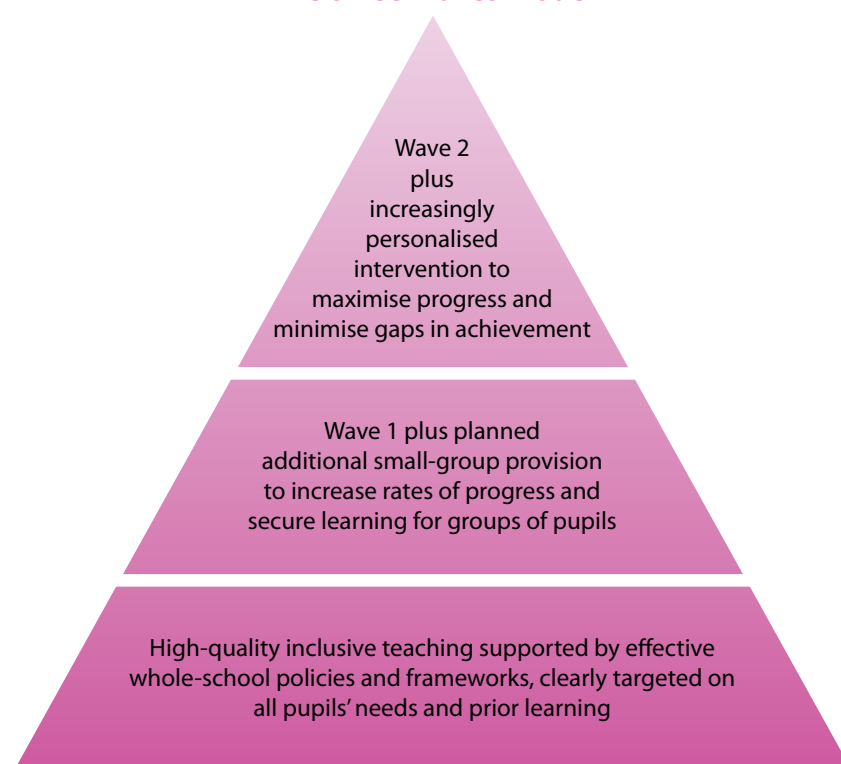 Wave 2
plus
increasingly
personalised
intervention to
maximise progress and
minimise gaps in achievement
Wave 1 plus planned
additional small-group provision
to increase rates of progress and
secure learning for groups of pupils
High-quality inclusive teaching supported by effective
whole-school policies and frameworks, clearly targeted on
all pupils’ needs and prior learning